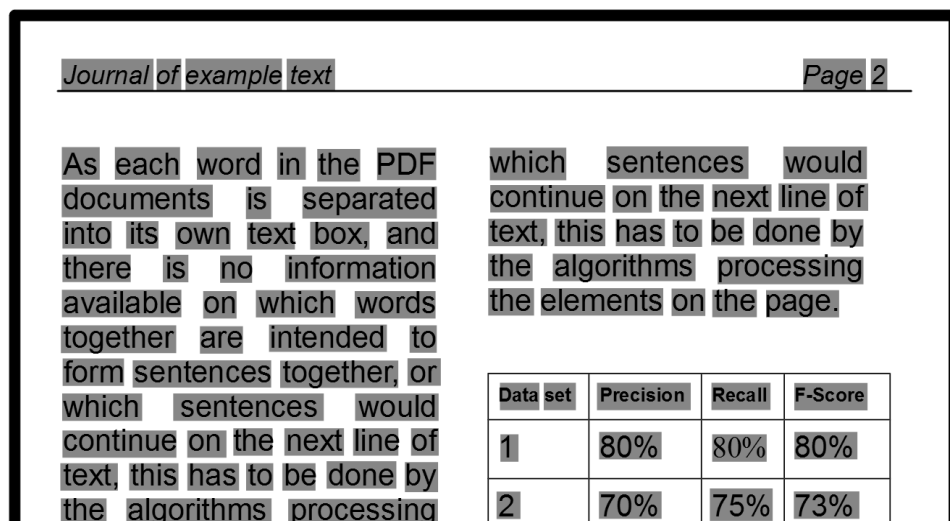 Journal of example text Page 2
As each word in the PDF
documents is separated
into its own text box, and
there is no information
available on which words
together are intended to
form sentences together, or
which sentences would
continue on the next line of
text, this has to be done by
the algorithms processing
which sentences would
continue on the next line of
text, this has to be done by
the algorithms processing
the elements on the page.
Data set Precision Recall F-Score
1 80% 80% 80%
2 70% 75% 73%